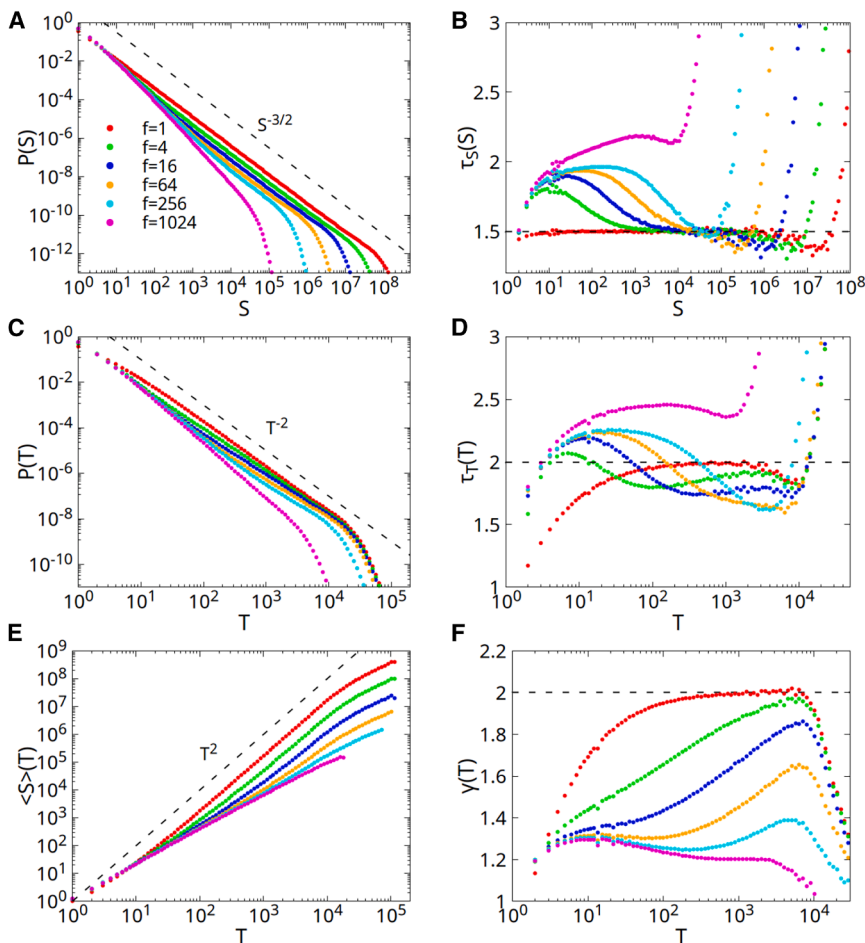 A
P(S)
10^0
10^-2
10^-4
10^-6
10^-8
10^-10
10^-12
S^-3/2
f=1
f=4
f=16
f=64
f=256
f=1024
10^0 10^1 10^2 10^3 10^4 10^5 10^6 10^7 10^8
S
B
τ_S(S)
3
2.5
2
1.5
1
10^0 10^1 10^2 10^3 10^4 10^5 10^6 10^7 10^8
S
C
P(T)
10^0
10^-2
10^-4
10^-6
10^-8
10^-10
T^-2
10^0 10^1 10^2 10^3 10^4 10^5
T
D
τ_T(T)
3
2.5
2
1.5
1
10^0 10^1 10^2 10^3 10^4
T
E
<S>(T)
10^9
10^8
10^7
10^6
10^5
10^4
10^3
10^2
10^1
10^0
T^2
10^0 10^1 10^2 10^3 10^4 10^5
T
F
γ(T)
2.2
2
1.8
1.6
1.4
1.2
1
10^0 10^1 10^2 10^3 10^4
T